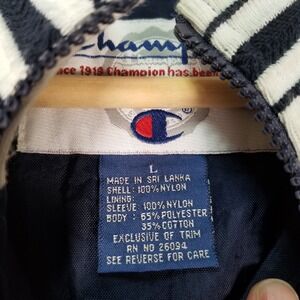 Champ
ce 1919 Champion has been
L
MADE IN SRI LANKA
SHELL: 100% NYLON
LINING:
SLEEVE: 100% NYLON
BODY : 65% POLYESTER
35% COTTON
EXCLUSIVE OF TRIM
RN NO 26094
SEE REVERSE FOR CARE